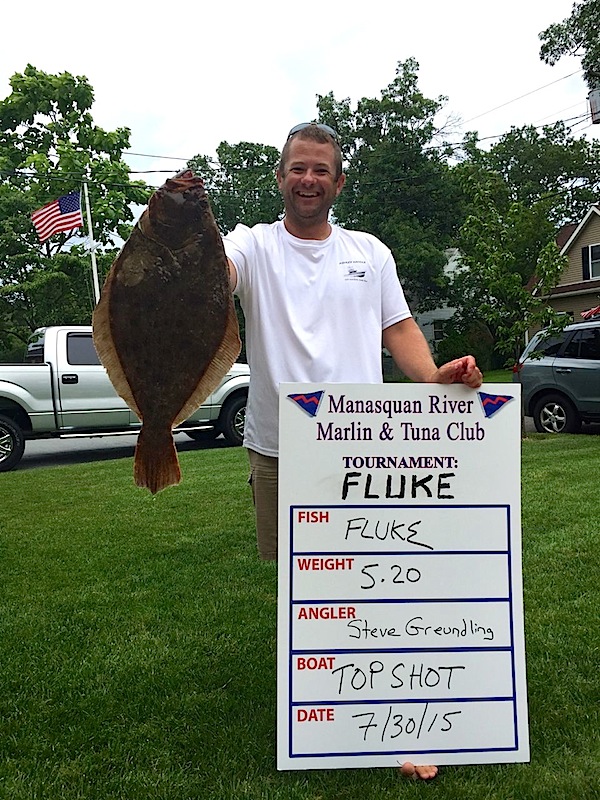 Manasquan River
Marlin & Tuna Club
TOURNAMENT:
FLUKE
FISH FLUKE
WEIGHT 5.20
ANGLER Steve Greundling
BOAT TOP SHOT
DATE 7/30/15